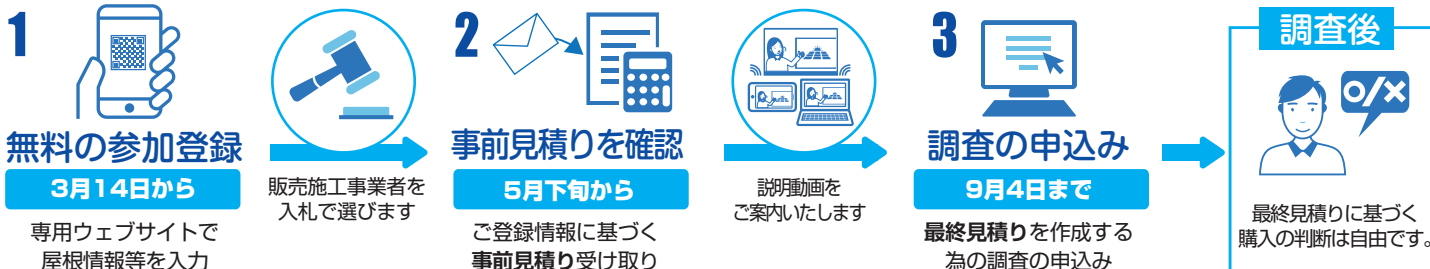 1
無料の参加登録
3月14日から
専用ウェブサイトで
屋根情報等を入力
販売施工事業者を
入札で選びます
2
事前見積りを確認
5月下旬から
ご登録情報に基づく
事前見積り受け取り
説明動画を
ご案内いたします
3
調査の申込み
9月4日まで
最終見積りを作成する
為の調査の申込み
調査後
o/×
最終見積りに基づく
購入の判断は自由です。